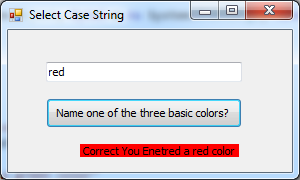 Select Case String
red
Name one of the three basic colors?
Correct You Enetred a red color